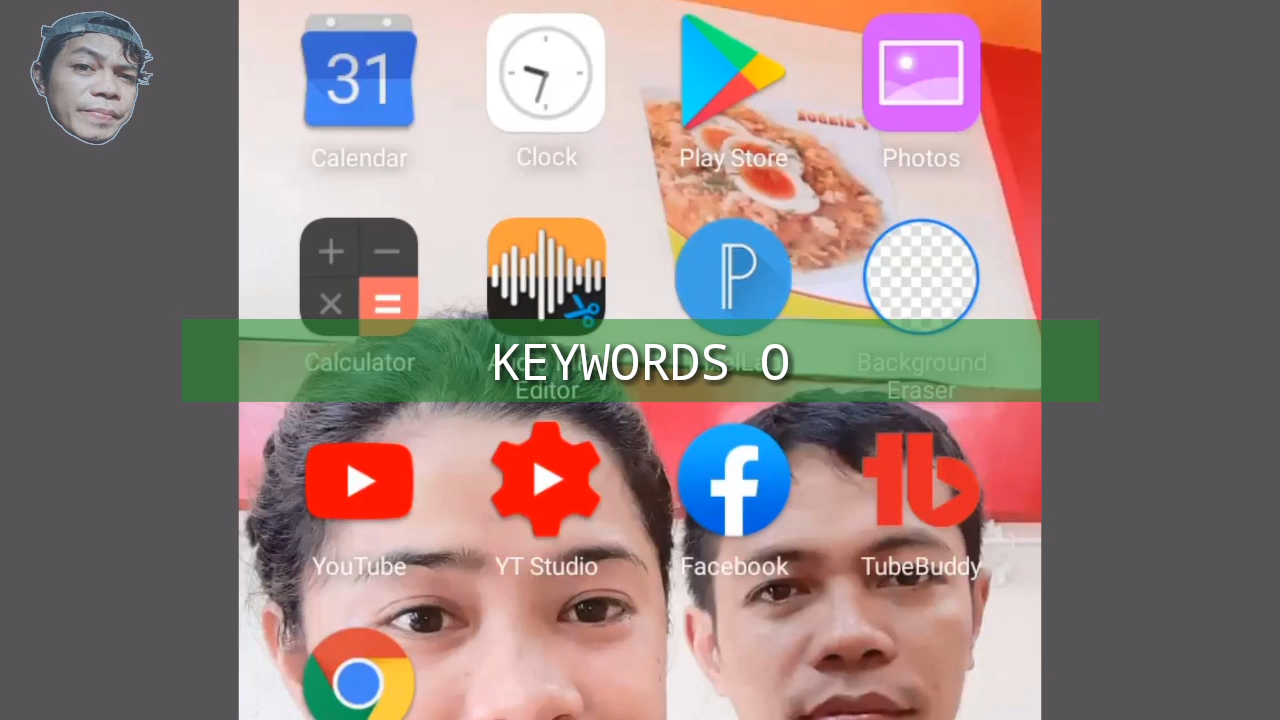 31
Calendar
Clock
Play Store
Photos
Calculator
Editor
Background
Eraser
KEYWORDS O
YouTube
YT Studio
Facebook
TubeBuddy